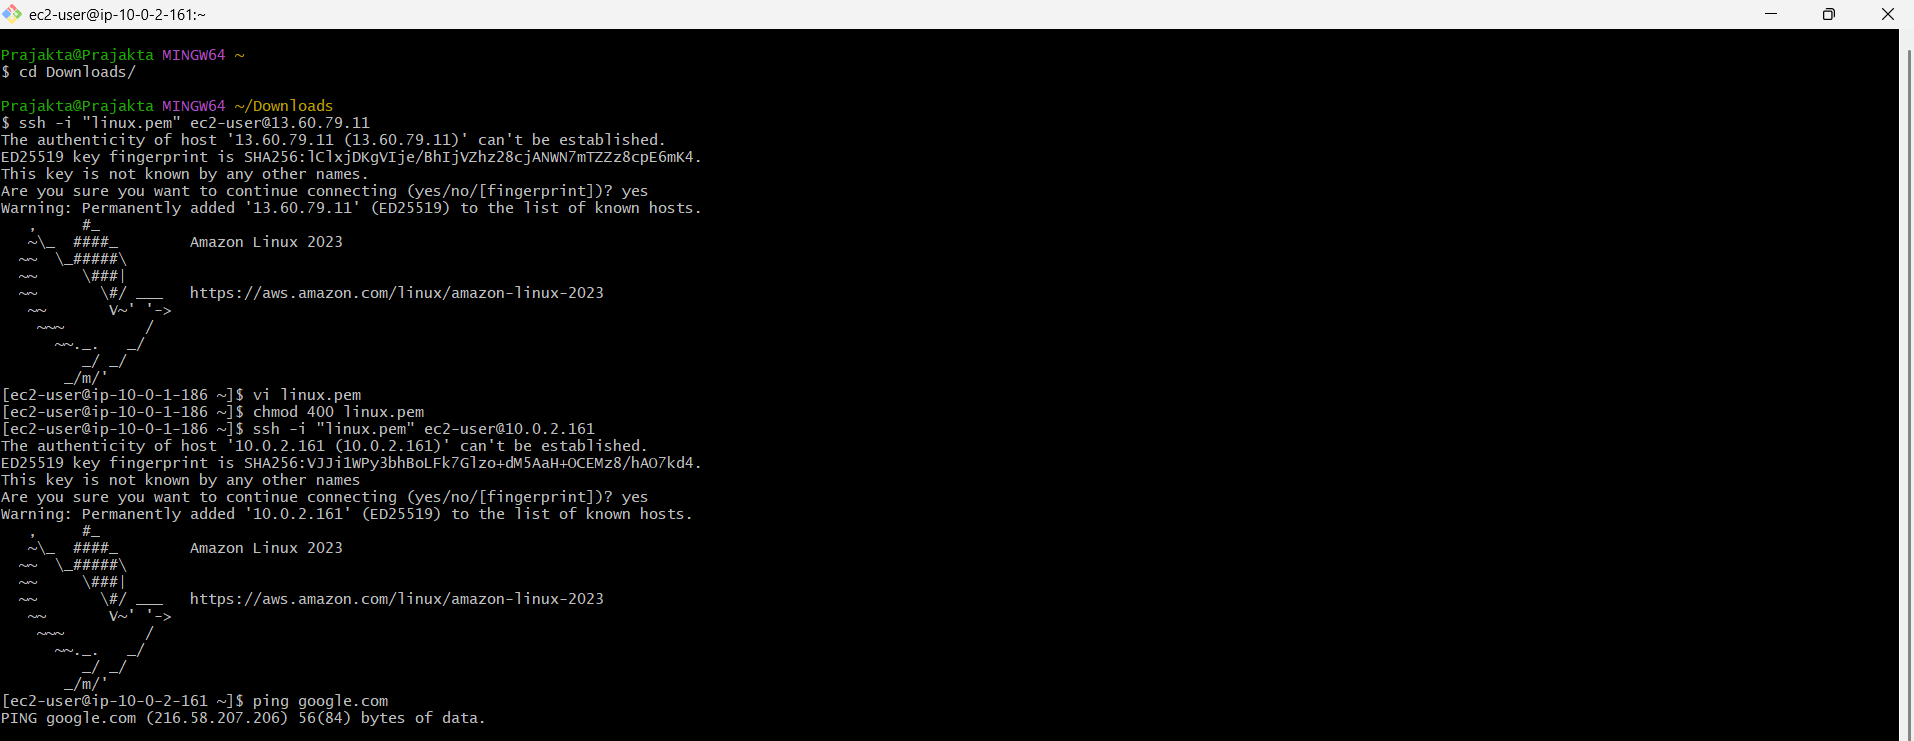 ec2-user@ip-10-0-2-161:~
Prajakta@Prajakta MINGW64 ~
$ cd Downloads/
Prajakta@Prajakta MINGW64 ~/Downloads
$ ssh -i "linux.pem" ec2-user@13.60.79.11
The authenticity of host '13.60.79.11 (13.60.79.11)' can't be established.
ED25519 key fingerprint is SHA256:lClxjDKgVIje/BhIjVZhz28cjANWN7mTZZz8cpE6mK4.
This key is not known by any other names.
Are you sure you want to continue connecting (yes/no/[fingerprint])? yes
Warning: Permanently added '13.60.79.11' (ED25519) to the list of known hosts.
   ,     #_
   ~\_  ####_        Amazon Linux 2023
  ~~  \_#####\
  ~~     \###|
  ~~       \#/ ___   https://aws.amazon.com/linux/amazon-linux-2023
   ~~       V~' '->
    ~~~         /
      ~~._.   _/
         _/ _/
       _/m/'
[ec2-user@ip-10-0-1-186 ~]$ vi linux.pem
[ec2-user@ip-10-0-1-186 ~]$ chmod 400 linux.pem
[ec2-user@ip-10-0-1-186 ~]$ ssh -i "linux.pem" ec2-user@10.0.2.161
The authenticity of host '10.0.2.161 (10.0.2.161)' can't be established.
ED25519 key fingerprint is SHA256:VJJi1WPy3bhBoLFk7Glzo+dM5AaH+OCEMz8/hAO7kd4.
This key is not known by any other names
Are you sure you want to continue connecting (yes/no/[fingerprint])? yes
Warning: Permanently added '10.0.2.161' (ED25519) to the list of known hosts.
   ,     #_
   ~\_  ####_        Amazon Linux 2023
  ~~  \_#####\
  ~~     \###|
  ~~       \#/ ___   https://aws.amazon.com/linux/amazon-linux-2023
   ~~       V~' '->
    ~~~         /
      ~~._.   _/
         _/ _/
       _/m/'
[ec2-user@ip-10-0-2-161 ~]$ ping google.com
PING google.com (216.58.207.206) 56(84) bytes of data.